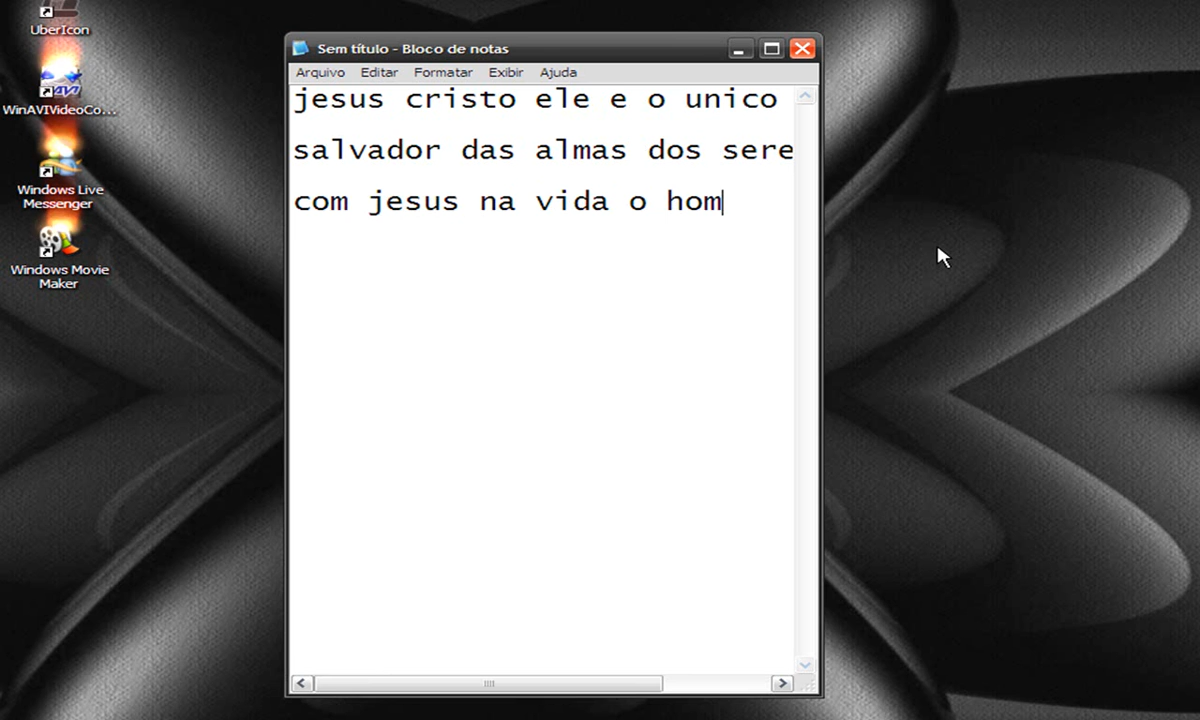 UberIcon
WinAVIVideoCo...
Windows Live
Messenger
Windows Movie
Maker
Sem título - Bloco de notas
Arquivo Editar Formatar Exibir Ajuda
jesus cristo ele e o unico
salvador das almas dos sere
com jesus na vida o hom